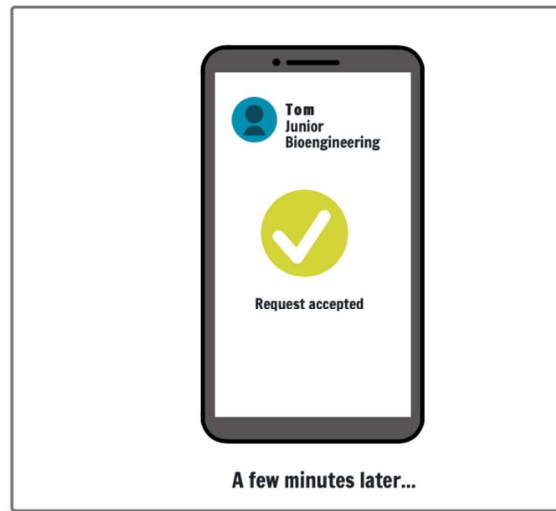 Tom
Junior
Bioengineering
Request accepted
A few minutes later...